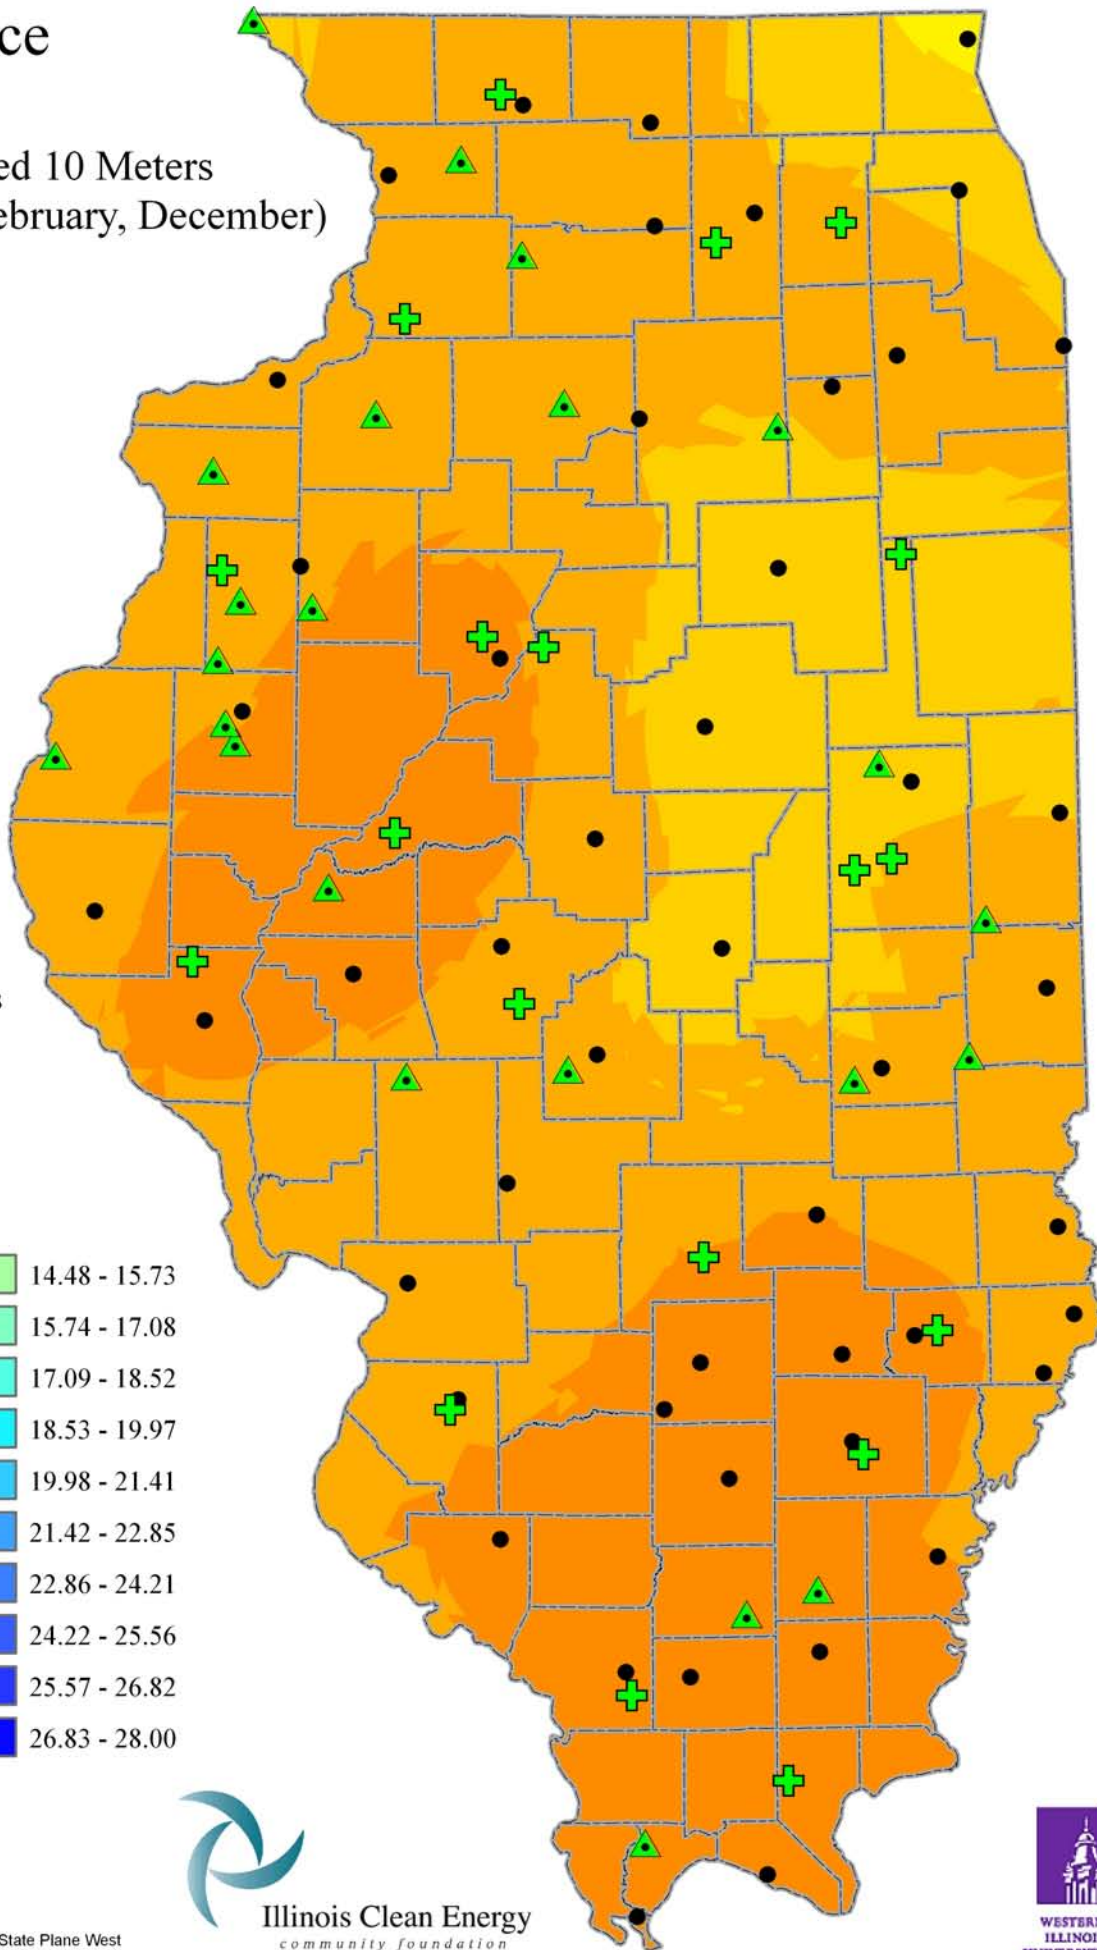 ce
ed 10 Meters
ebruary, December)
s
14.48 - 15.73
15.74 - 17.08
17.09 - 18.52
18.53 - 19.97
19.98 - 21.41
21.42 - 22.85
22.86 - 24.21
24.22 - 25.56
25.57 - 26.82
26.83 - 28.00
Illinois Clean Energy
community foundation
State Plane West
WESTER
ILLINOI